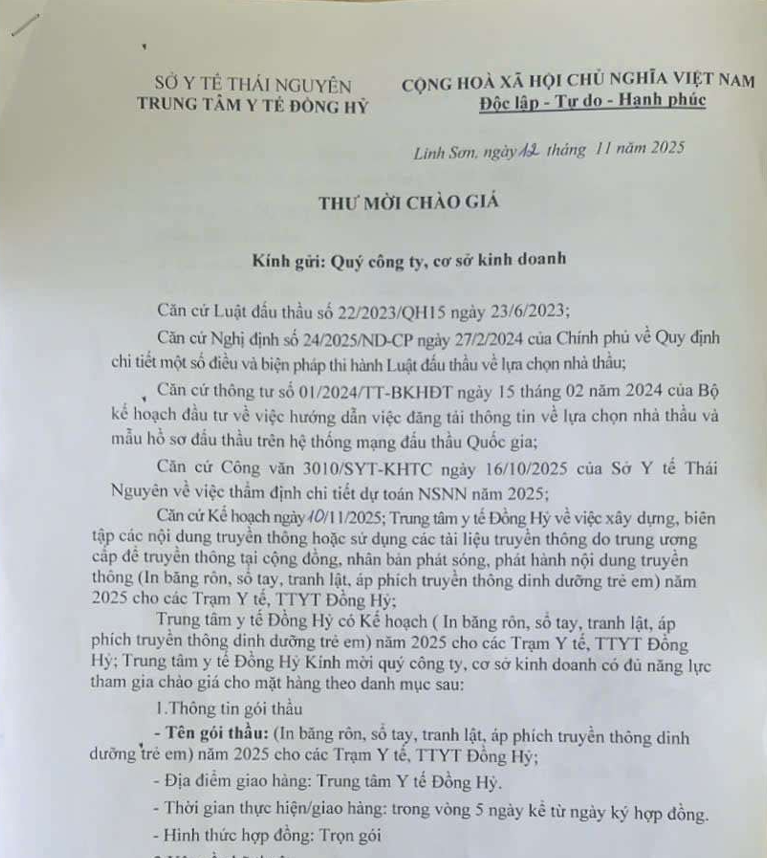 SỞ Y TẾ THÁI NGUYÊN
TRUNG TÂM Y TẾ ĐỒNG HỶ
CỘNG HOÀ XÃ HỘI CHỦ NGHĨA VIỆT NAM
Độc lập - Tự do - Hạnh phúc
Linh Sơn, ngày 12 tháng 11 năm 2025
THƯ MỜI CHÀO GIÁ
Kính gửi: Quý công ty, cơ sở kinh doanh
Căn cứ Luật đấu thầu số 22/2023/QH15 ngày 23/6/2023;
Căn cứ Nghị định số 24/2025/ND-CP ngày 27/2/2024 của Chính phủ về Quy định
chi tiết một số điều và biện pháp thi hành Luật đấu thầu về lựa chọn nhà thầu;
Căn cứ thông tư số 01/2024/TT-BKHĐT ngày 15 tháng 02 năm 2024 của Bộ
kế hoạch đầu tư về việc hướng dẫn việc đăng tải thông tin về lựa chọn nhà thầu và
mẫu hồ sơ đấu thầu trên hệ thống mạng đấu thầu Quốc gia;
Căn cứ Công văn 3010/SYT-KHTC ngày 16/10/2025 của Sở Y tế Thái
Nguyên về việc thẩm định chi tiết dự toán NSNN năm 2025;
Căn cứ Kế hoạch ngày 10/11/2025; Trung tâm y tế Đồng Hỷ về việc xây dựng, biên
tập các nội dung truyền thông hoặc sử dụng các tài liệu truyền thông do trung ương
cấp để truyền thông tại cộng đồng, nhân bản phát sóng, phát hành nội dung truyền
thông (In băng rôn, sổ tay, tranh lật, áp phích truyền thông dinh dưỡng trẻ em) năm
2025 cho các Trạm Y tế, TTYT Đồng Hỷ;
Trung tâm y tế Đồng Hỷ có Kế hoạch ( In băng rôn, sổ tay, tranh lật, áp
phích truyền thông dinh dưỡng trẻ em) năm 2025 cho các Trạm Y tế, TTYT Đồng
Hỷ; Trung tâm y tế Đồng Hỷ Kính mời quý công ty, cơ sở kinh doanh có đủ năng lực
tham gia chào giá cho mặt hàng theo danh mục sau:
1.Thông tin gói thầu
- Tên gói thầu: (In băng rôn, sổ tay, tranh lật, áp phích truyền thông dinh
dưỡng trẻ em) năm 2025 cho các Trạm Y tế, TTYT Đồng Hỷ;
- Địa điểm giao hàng: Trung tâm Y tế Đồng Hỷ.
- Thời gian thực hiện/giao hàng: trong vòng 5 ngày kể từ ngày ký hợp đồng.
- Hình thức hợp đồng: Trọn gói